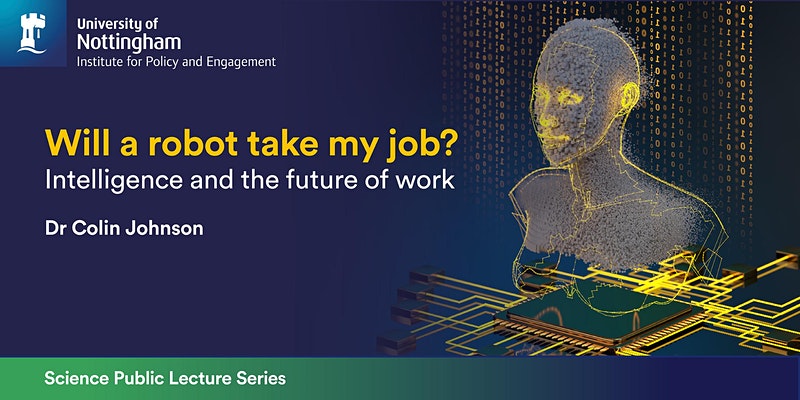 University of
Nottingham
Institute for Policy and Engagement
Will a robot take my job?
Intelligence and the future of work
Dr Colin Johnson
Science Public Lecture Series